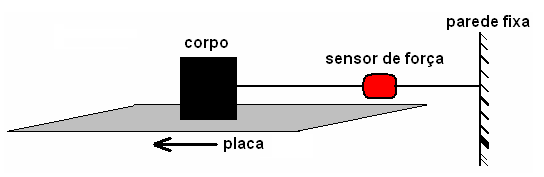 parede fixa
corpo
sensor de força
placa